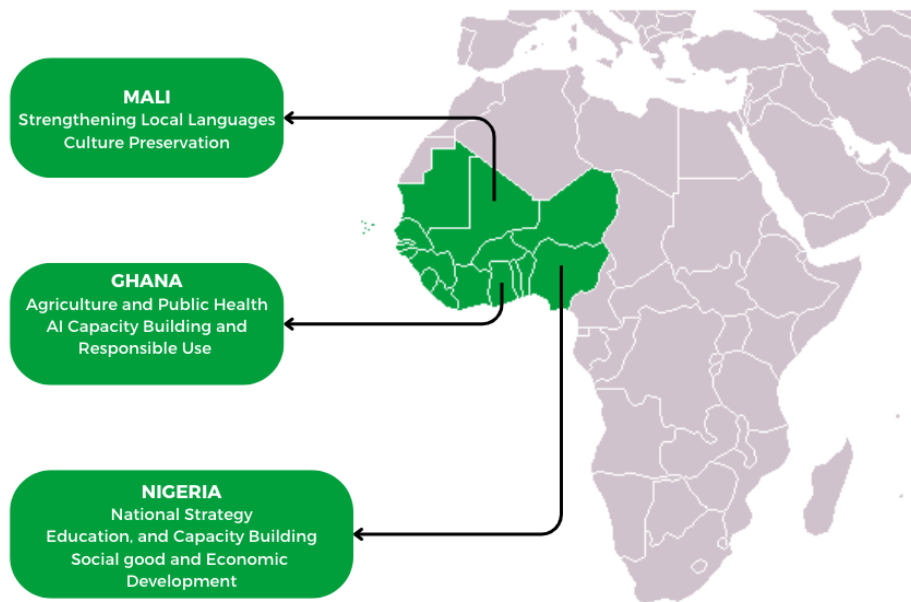 MALI
Strengthening Local Languages
Culture Preservation
GHANA
Agriculture and Public Health
AI Capacity Building and
Responsible Use
NIGERIA
National Strategy
Education, and Capacity Building
Social good and Economic
Development